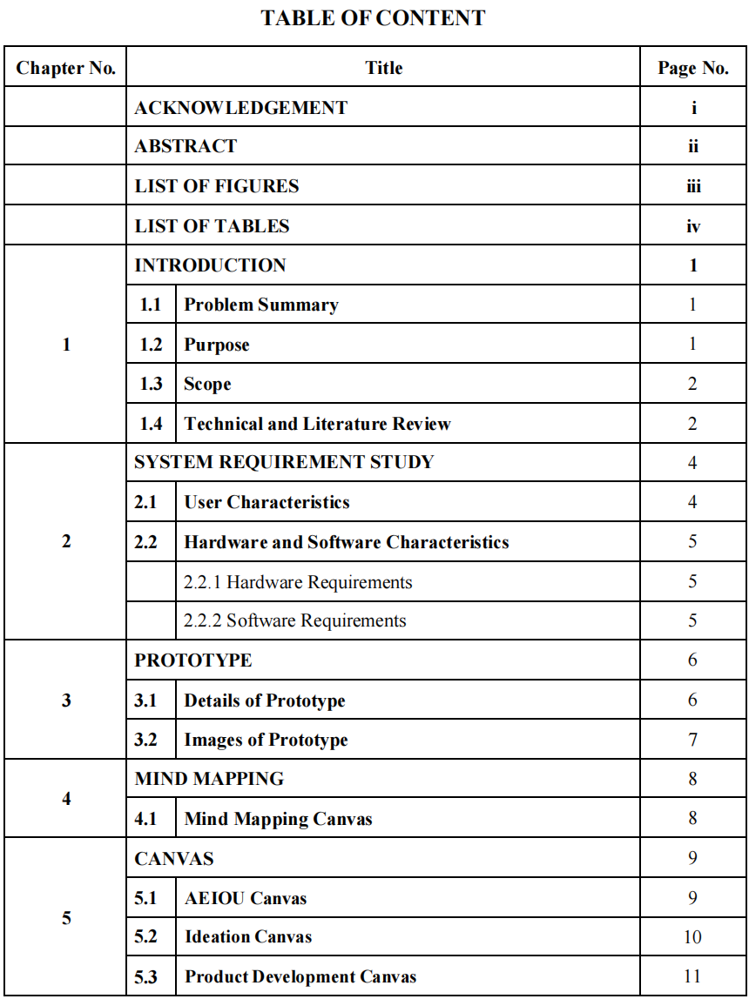 TABLE OF CONTENT
Chapter No. Title Page No.
ACKNOWLEDGEMENT i
ABSTRACT ii
LIST OF FIGURES iii
LIST OF TABLES iv
1 INTRODUCTION 1
1.1 Problem Summary 1
1.2 Purpose 1
1.3 Scope 2
1.4 Technical and Literature Review 2
2 SYSTEM REQUIREMENT STUDY 4
2.1 User Characteristics 4
2.2 Hardware and Software Characteristics 5
2.2.1 Hardware Requirements 5
2.2.2 Software Requirements 5
3 PROTOTYPE 6
3.1 Details of Prototype 6
3.2 Images of Prototype 7
4 MIND MAPPING 8
4.1 Mind Mapping Canvas 8
5 CANVAS 9
5.1 AEIOU Canvas 9
5.2 Ideation Canvas 10
5.3 Product Development Canvas 11